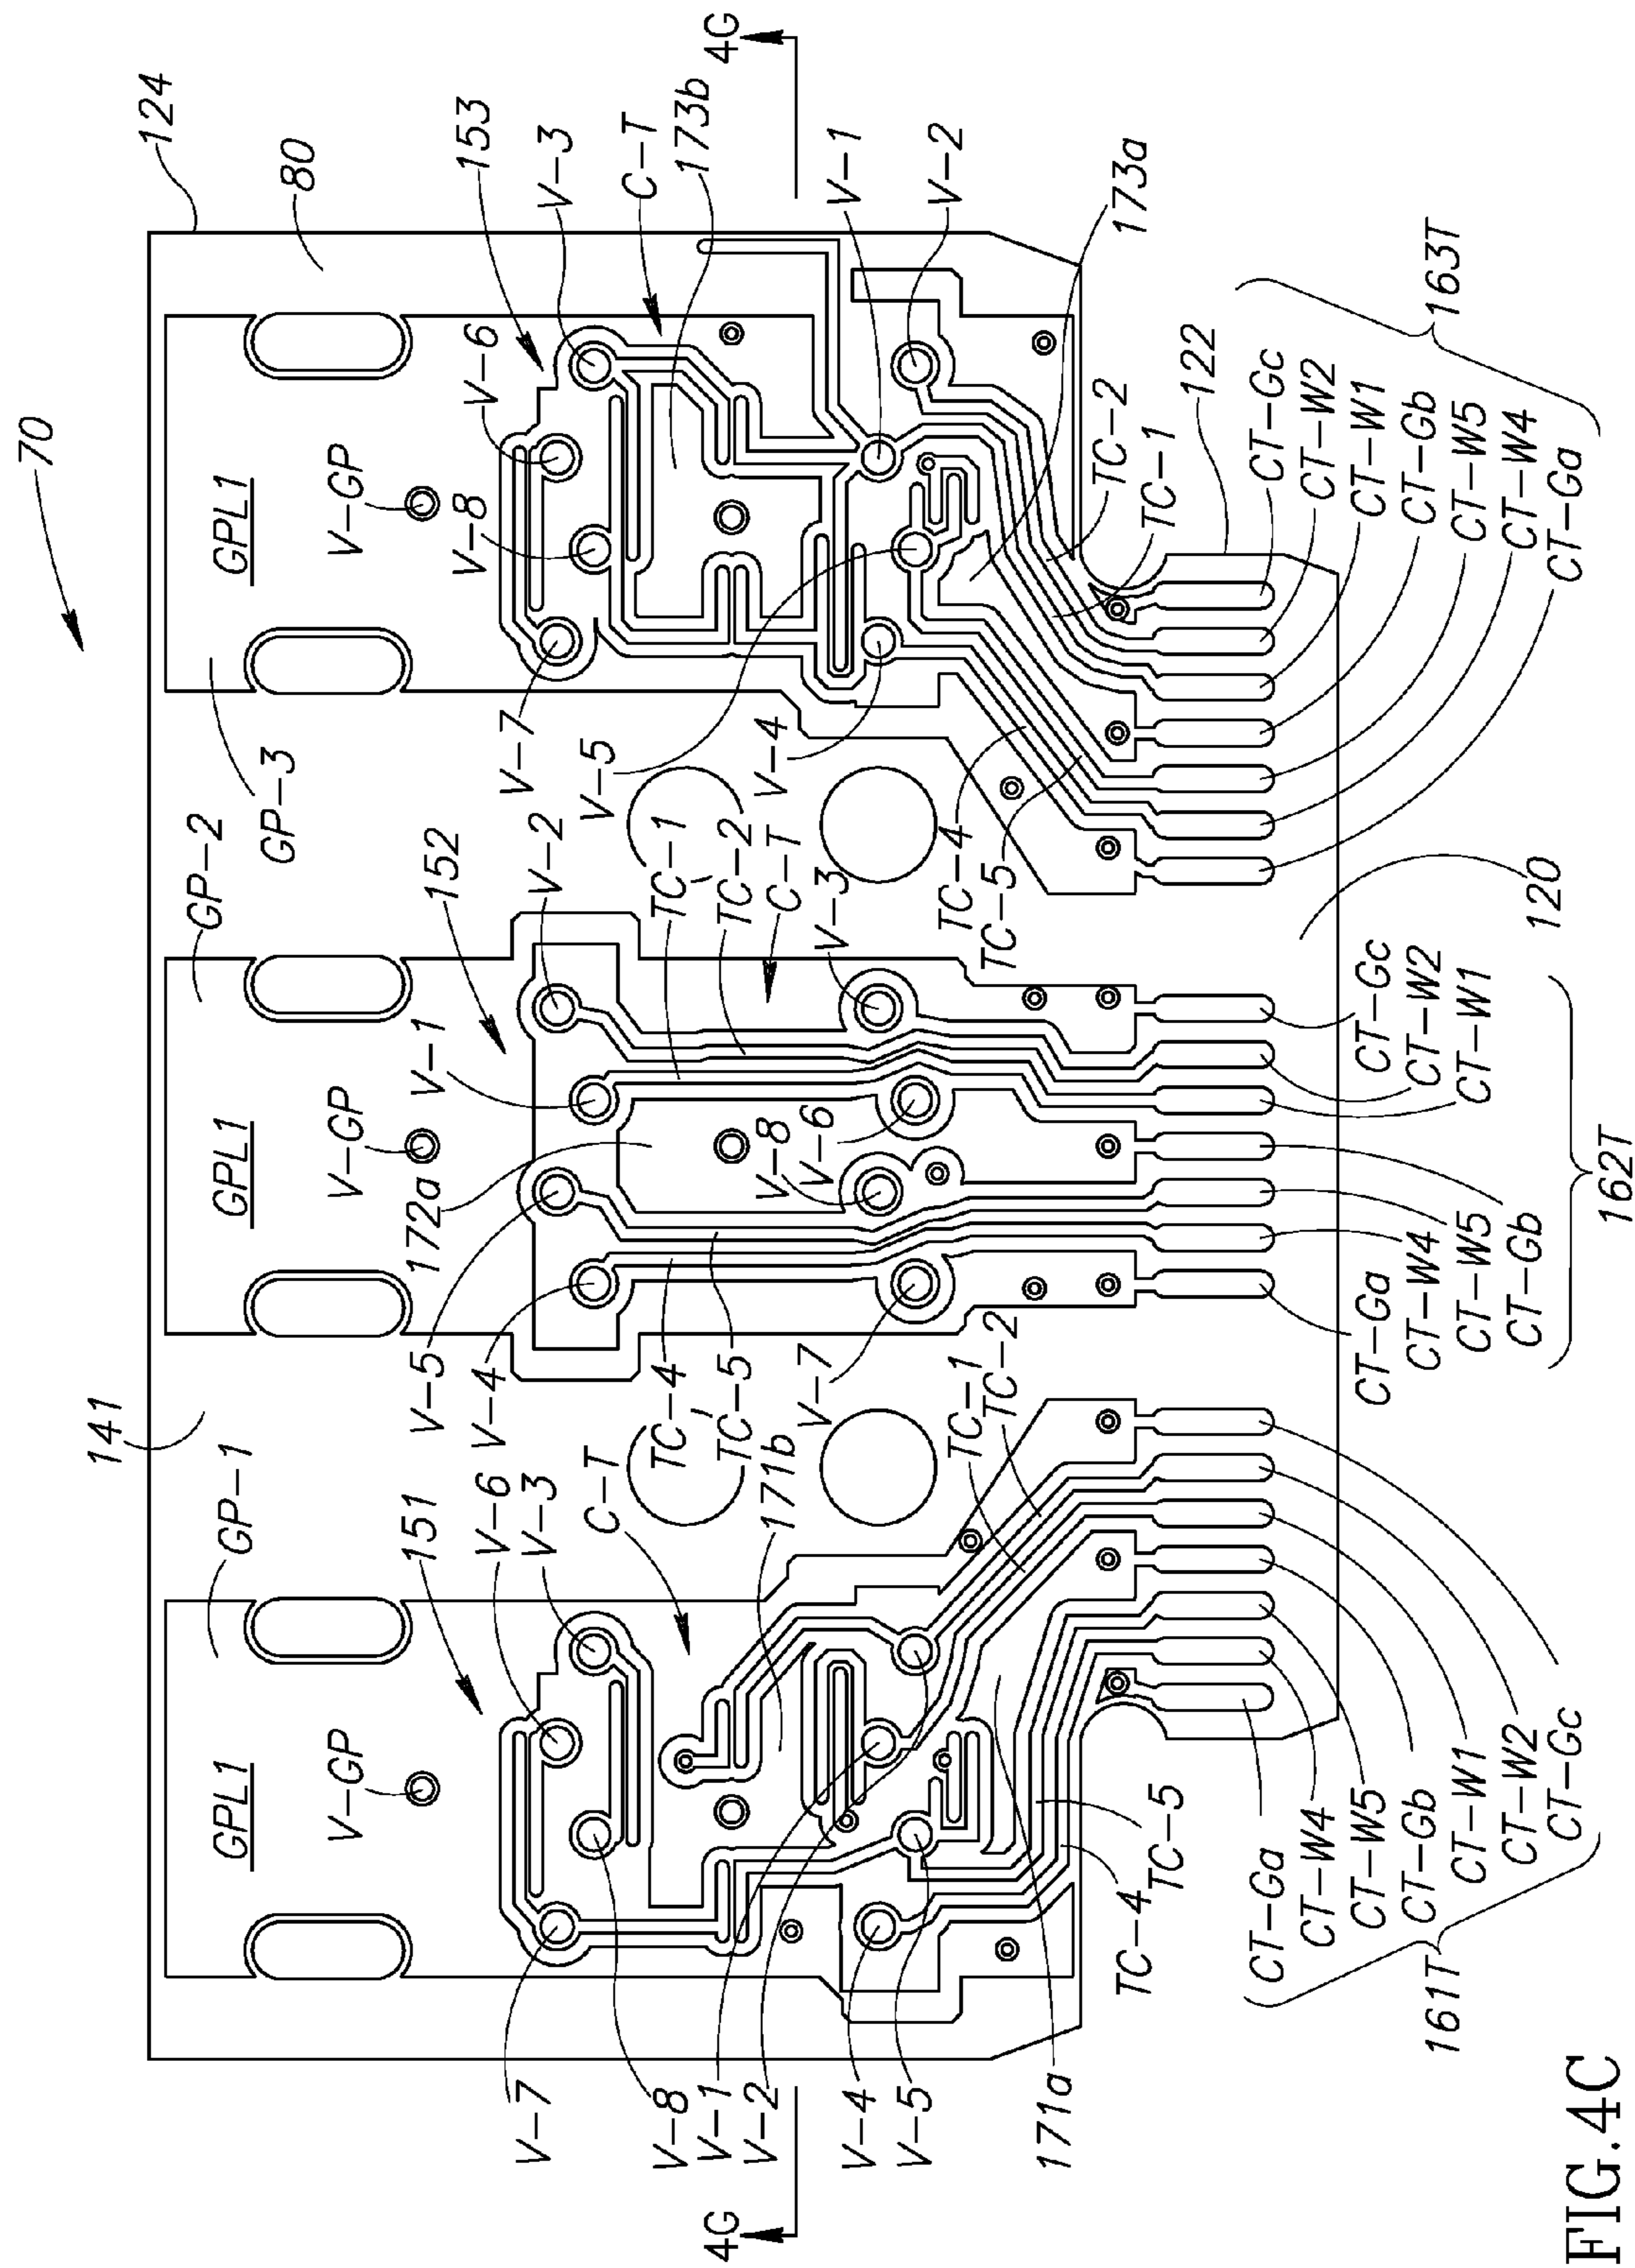 70
4G
4G
124
80
153
V-3
C-T
173b
V-1
V-2
173a
163T
122
CT-Gc
CT-W2
CT-W1
CT-Gb
CT-W5
CT-W4
CT-Ga
GPL1
V-GP
V-6
V-8
GP-3
V-7
V-5
V-4
TC-2
TC-1
TC-4
TC-5
GP-2
152
V-2
TC-1
TC-2
C-T
V-3
120
GPL1
V-GP
V-1
172a
V-8
V-6
CT-Gc
CT-W2
CT-W1
162T
CT-Ga
CT-W4
CT-W5
CT-Gb
V-5
V-4
TC-4
TC-5
V-7
141
GP-1
151
V-6
V-3
C-T
171b
TC-1
TC-2
GPL1
V-GP
TC-4
TC-5
CT-Ga
CT-W4
CT-W5
CT-Gb
CT-W1
CT-W2
CT-Gc
161T
V-7
V-8
V-1
V-2
V-4
V-5
171a
FIG.4C